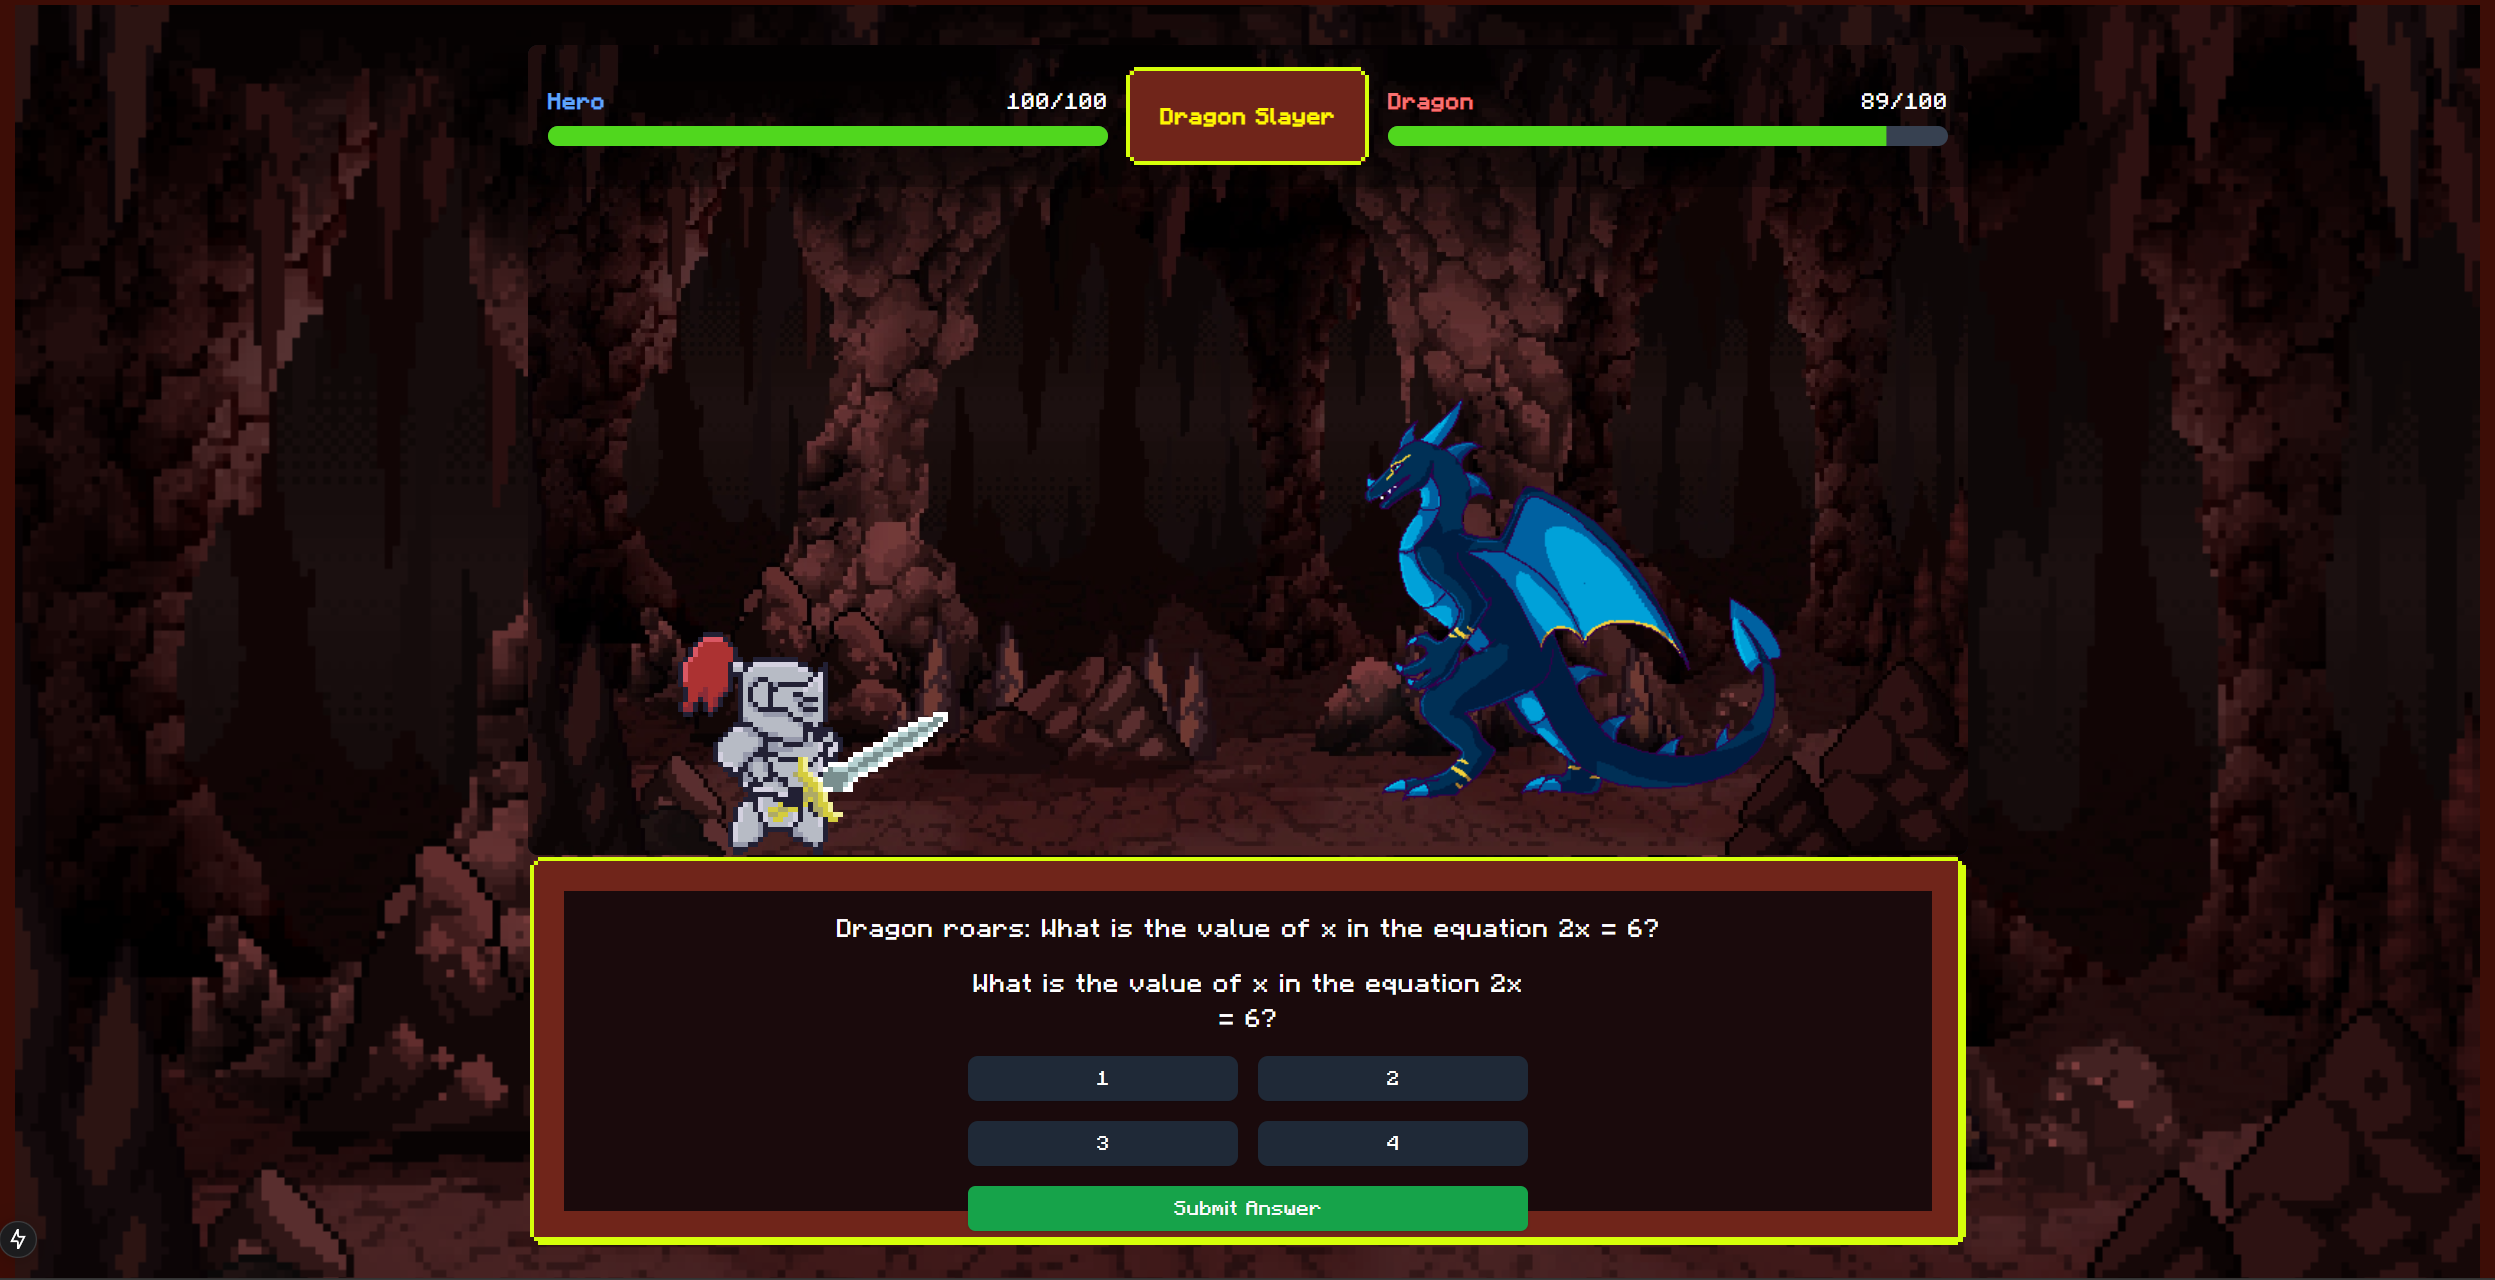 Hero
100/100
Dragon Slayer
Dragon
89/100
Dragon roars: What is the value of x in the equation 2x = 6?
What is the value of x in the equation 2x
= 6?
1
2
3
4
Submit Answer